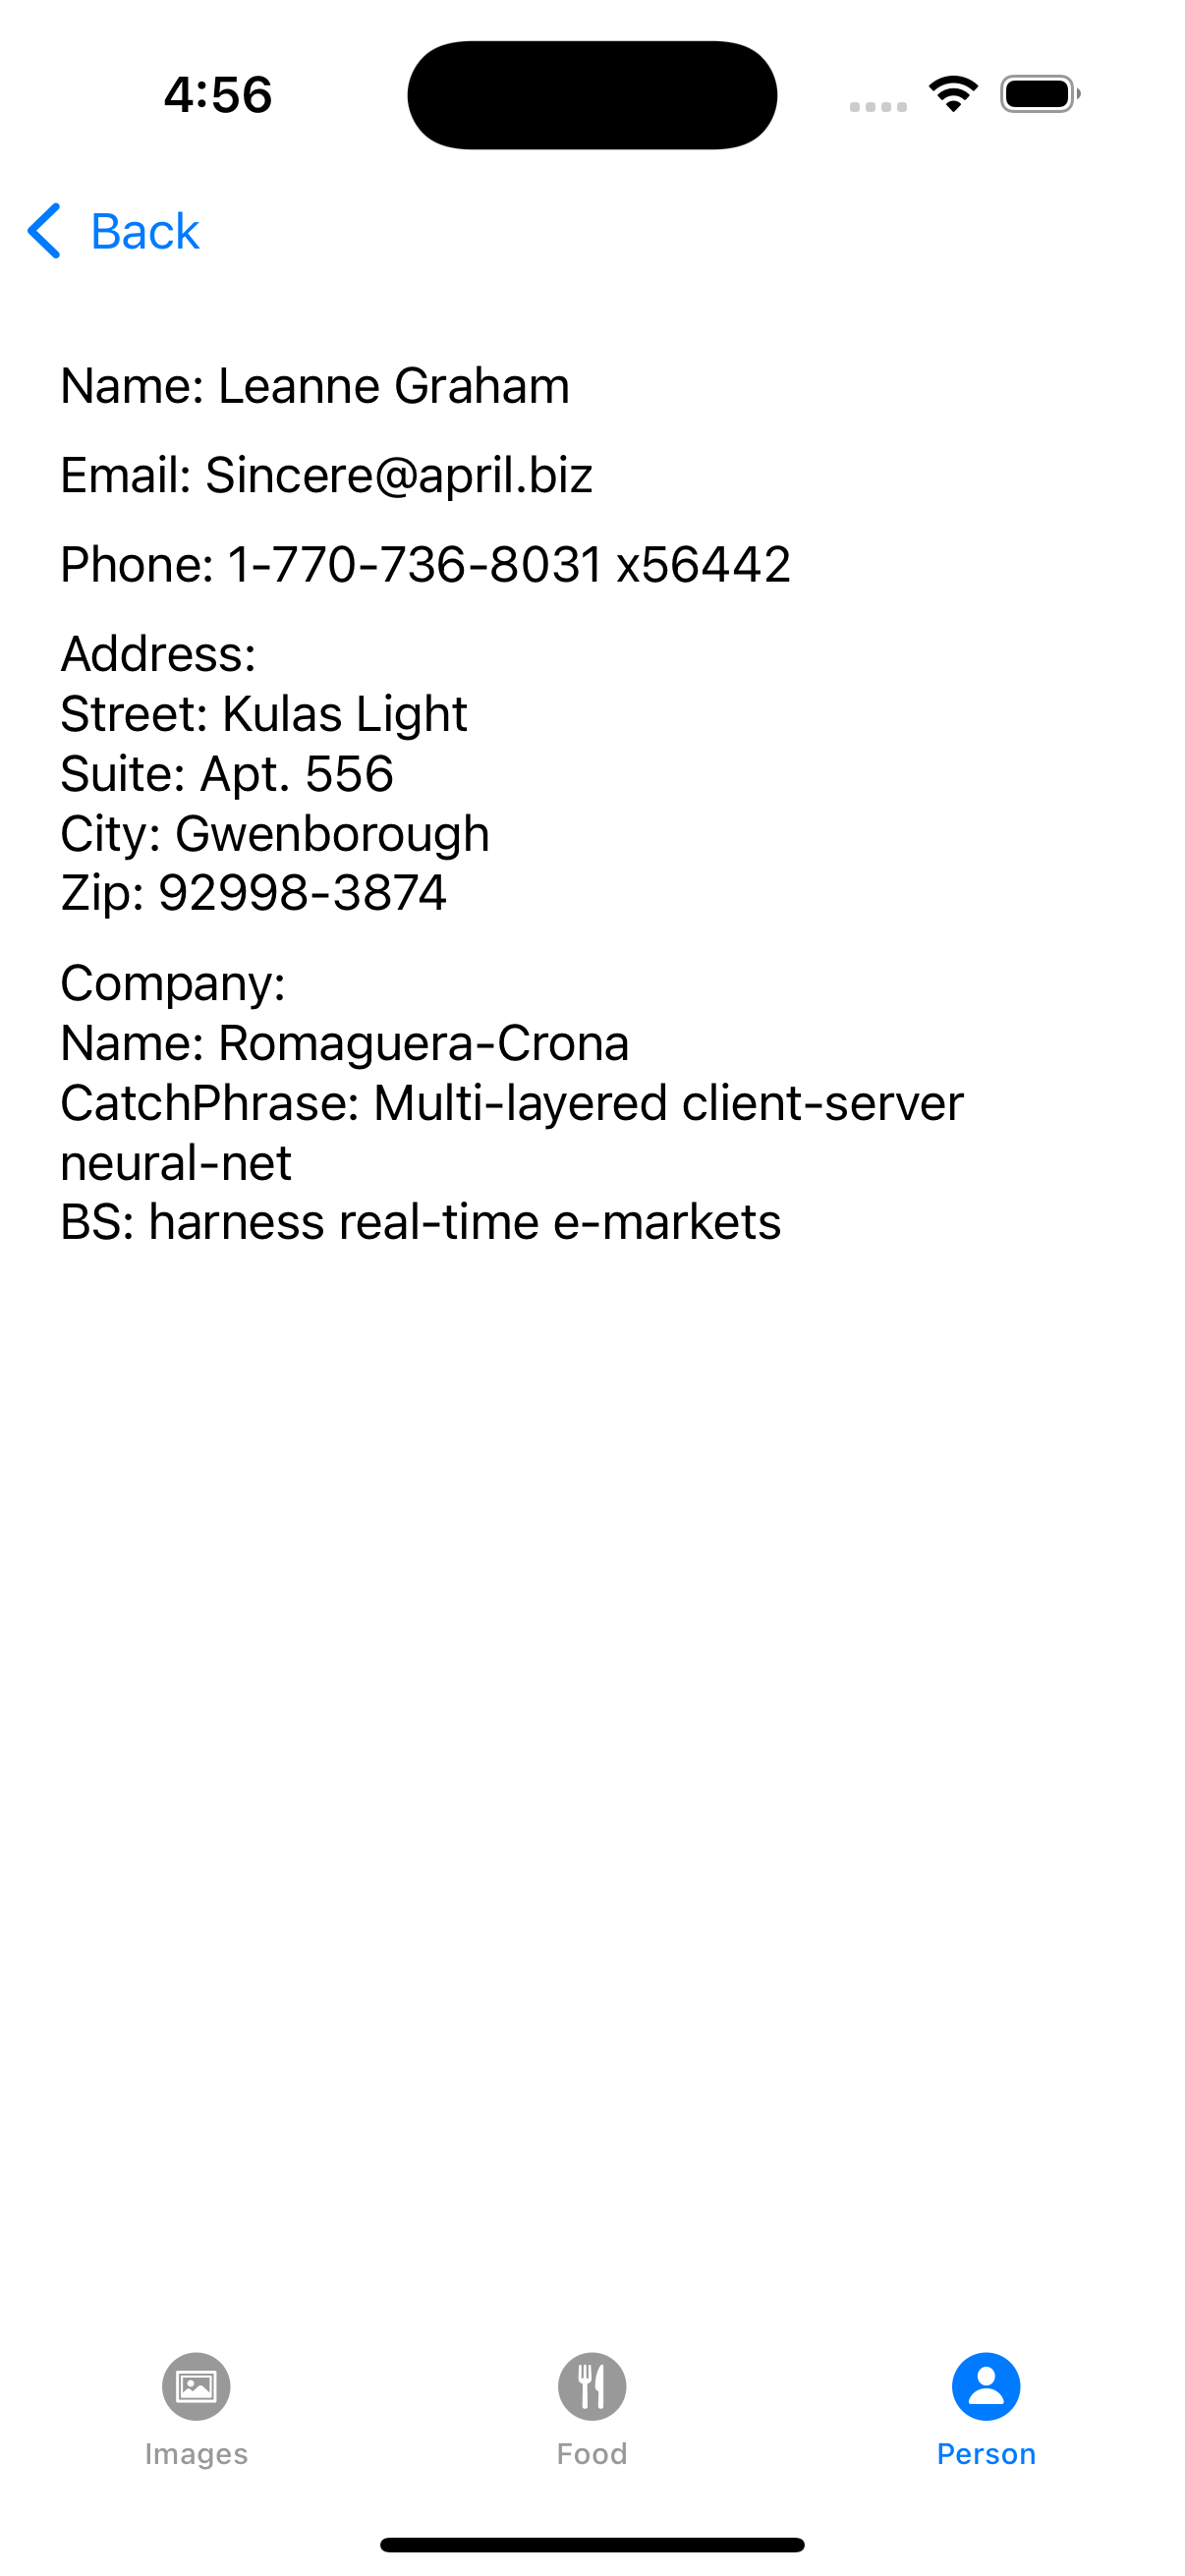 4:56
Back
Name: Leanne Graham
Email: Sincere@april.biz
Phone: 1-770-736-8031 x56442
Address:
Street: Kulas Light
Suite: Apt. 556
City: Gwenborough
Zip: 92998-3874
Company:
Name: Romaguera-Crona
CatchPhrase: Multi-layered client-server
neural-net
BS: harness real-time e-markets
Images
Food
Person